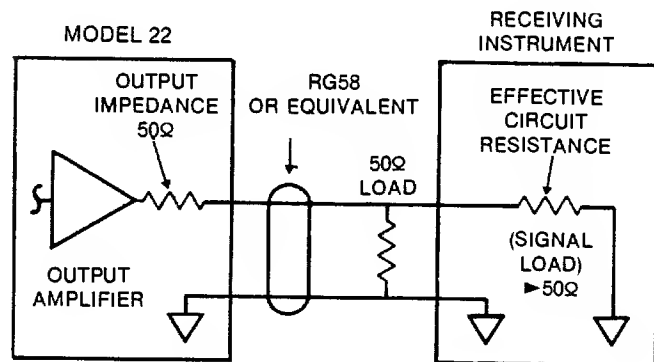 MODEL 22
OUTPUT
IMPEDANCE
50Ω
RG58
OR EQUIVALENT
50Ω
LOAD
RECEIVING
INSTRUMENT
EFFECTIVE
CIRCUIT
RESISTANCE
(SIGNAL
LOAD)
►50Ω
OUTPUT
AMPLIFIER